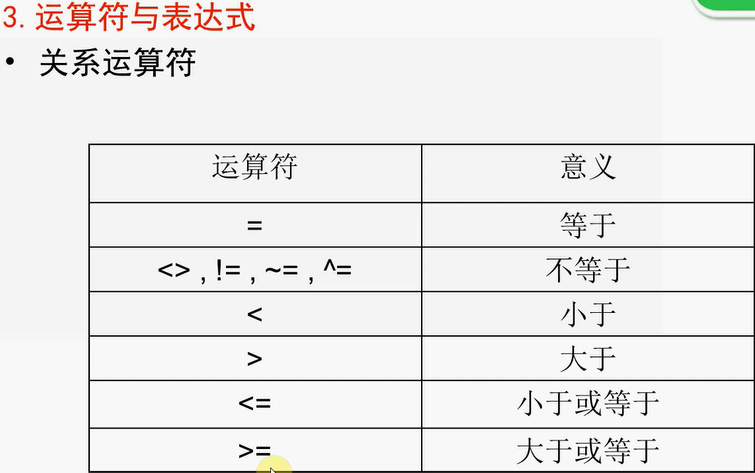 3.运算符与表达式
• 关系运算符
运算符 意义
= 等于
<> , != , ~= , ^= 不等于
< 小于
> 大于
<= 小于或等于
>= 大于或等于